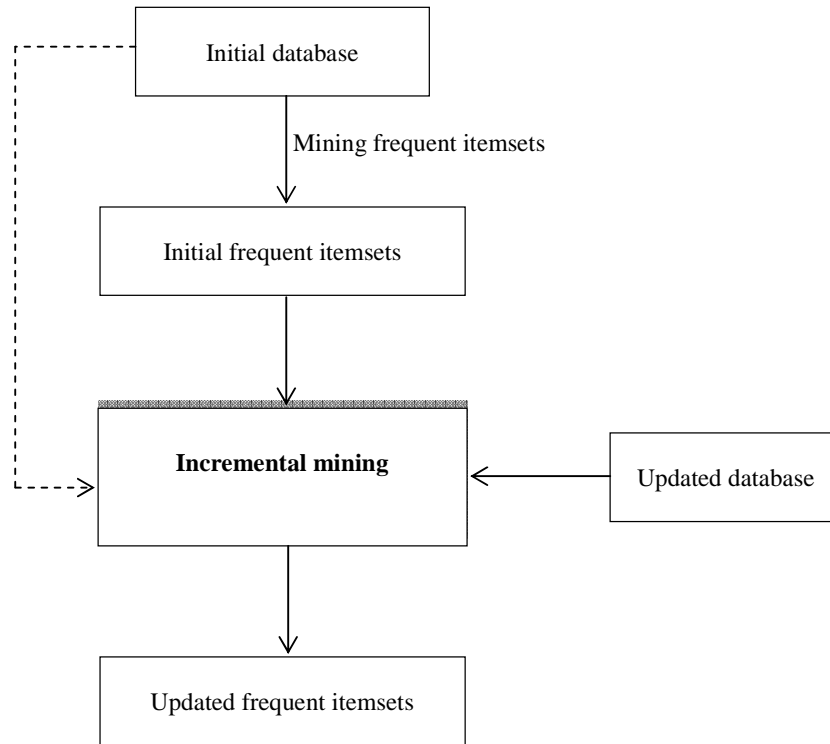 Initial database
Mining frequent itemsets
Initial frequent itemsets
Incremental mining
Updated database
Updated frequent itemsets